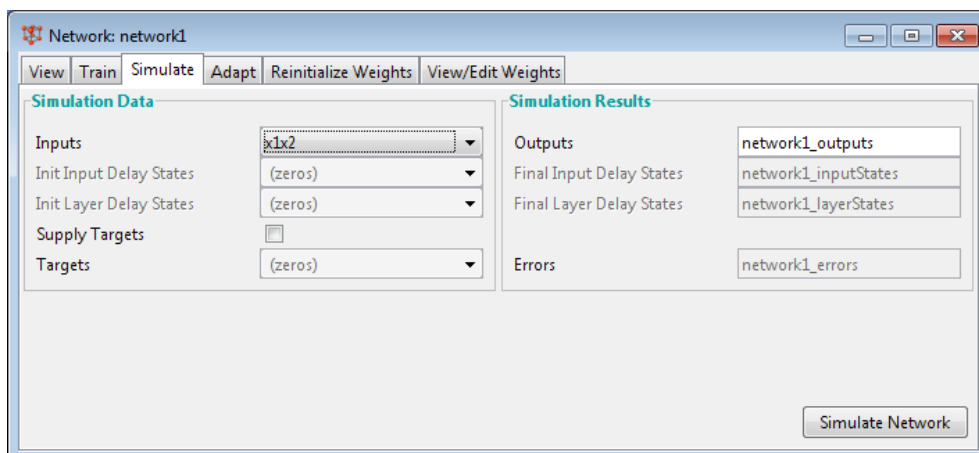 Network: network1
View Train Simulate Adapt Reinitialize Weights View/Edit Weights
Simulation Data
Inputs x1x2
Init Input Delay States (zeros)
Init Layer Delay States (zeros)
Supply Targets
Targets (zeros)
Simulation Results
Outputs network1_outputs
Final Input Delay States network1_inputStates
Final Layer Delay States network1_layerStates
Errors network1_errors
Simulate Network